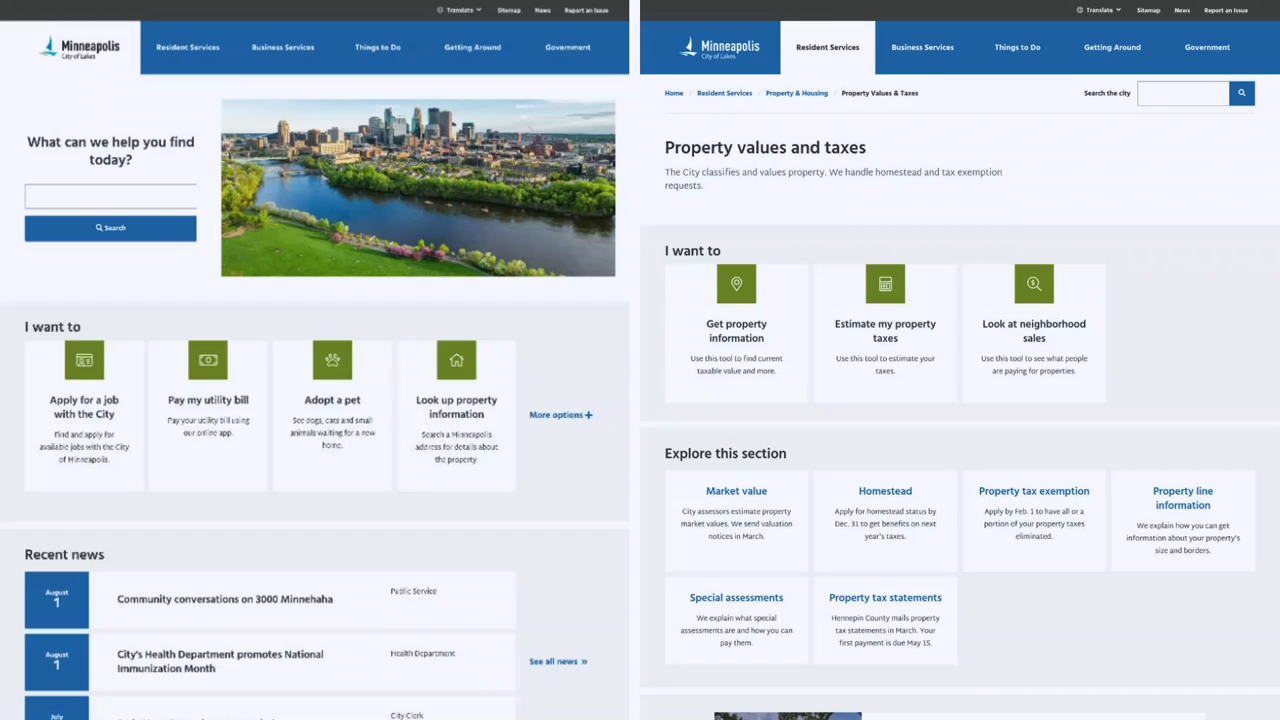 Translate
Sitemap
News
Report an Issue
Minneapolis
City of Lakes
Resident Services
Business Services
Things to Do
Getting Around
Government
What can we help you find
today?
Search
I want to
Apply for a job
with the City
Find and apply for
available jobs with the City
of Minneapolis.
Pay my utility bill
Pay your utility bill using
our online app.
Adopt a pet
See dogs, cats and small
animals waiting for a new
home.
Look up property
information
Search a Minneapolis
address for details about
the property
More options +
Recent news
August
1
Community conversations on 3000 Minnehaha
Public Service
August
1
City's Health Department promotes National
Immunization Month
Health Department
See all news »
July
City Clerk
Translate
Sitemap
News
Report an Issue
Minneapolis
City of Lakes
Resident Services
Business Services
Things to Do
Getting Around
Government
Home / Resident Services / Property & Housing / Property Values & Taxes
Search the city
Property values and taxes
The City classifies and values property. We handle homestead and tax exemption
requests.
I want to
Get property
information
Use this tool to find current
taxable value and more.
Estimate my property
taxes
Use this tool to estimate your
taxes.
Look at neighborhood
sales
Use this tool to see what people
are paying for properties.
Explore this section
Market value
City assessors estimate property
market values. We send valuation
notices in March.
Homestead
Apply for homestead status by
Dec. 31 to get benefits on next
year's taxes.
Property tax exemption
Apply by Feb. 1 to have all or a
portion of your property taxes
eliminated.
Property line
information
We explain how you can get
information about your property's
size and borders.
Special assessments
We explain what special
assessments are and how you can
pay them.
Property tax statements
Hennepin County mails property
tax statements in March. Your
first payment is due May 15.